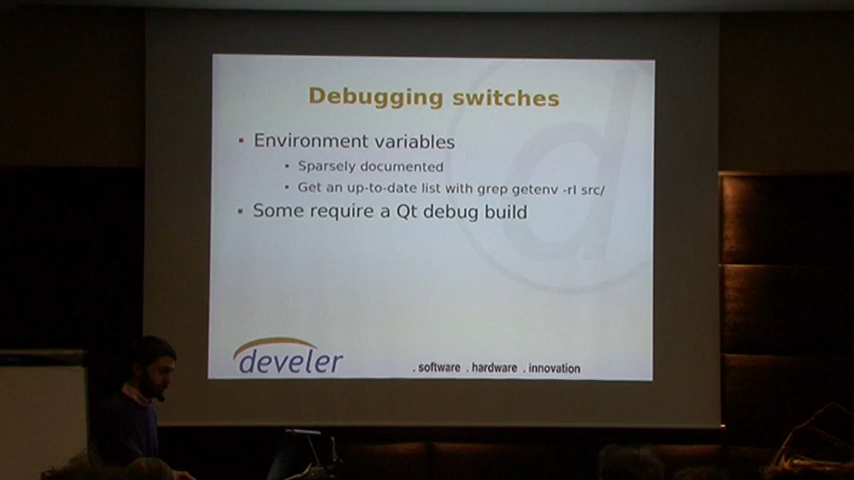 Debugging switches
Environment variables
Sparsely documented
Get an up-to-date list with grep getenv -rl src/
Some require a Qt debug build
develer
. software . hardware . innovation